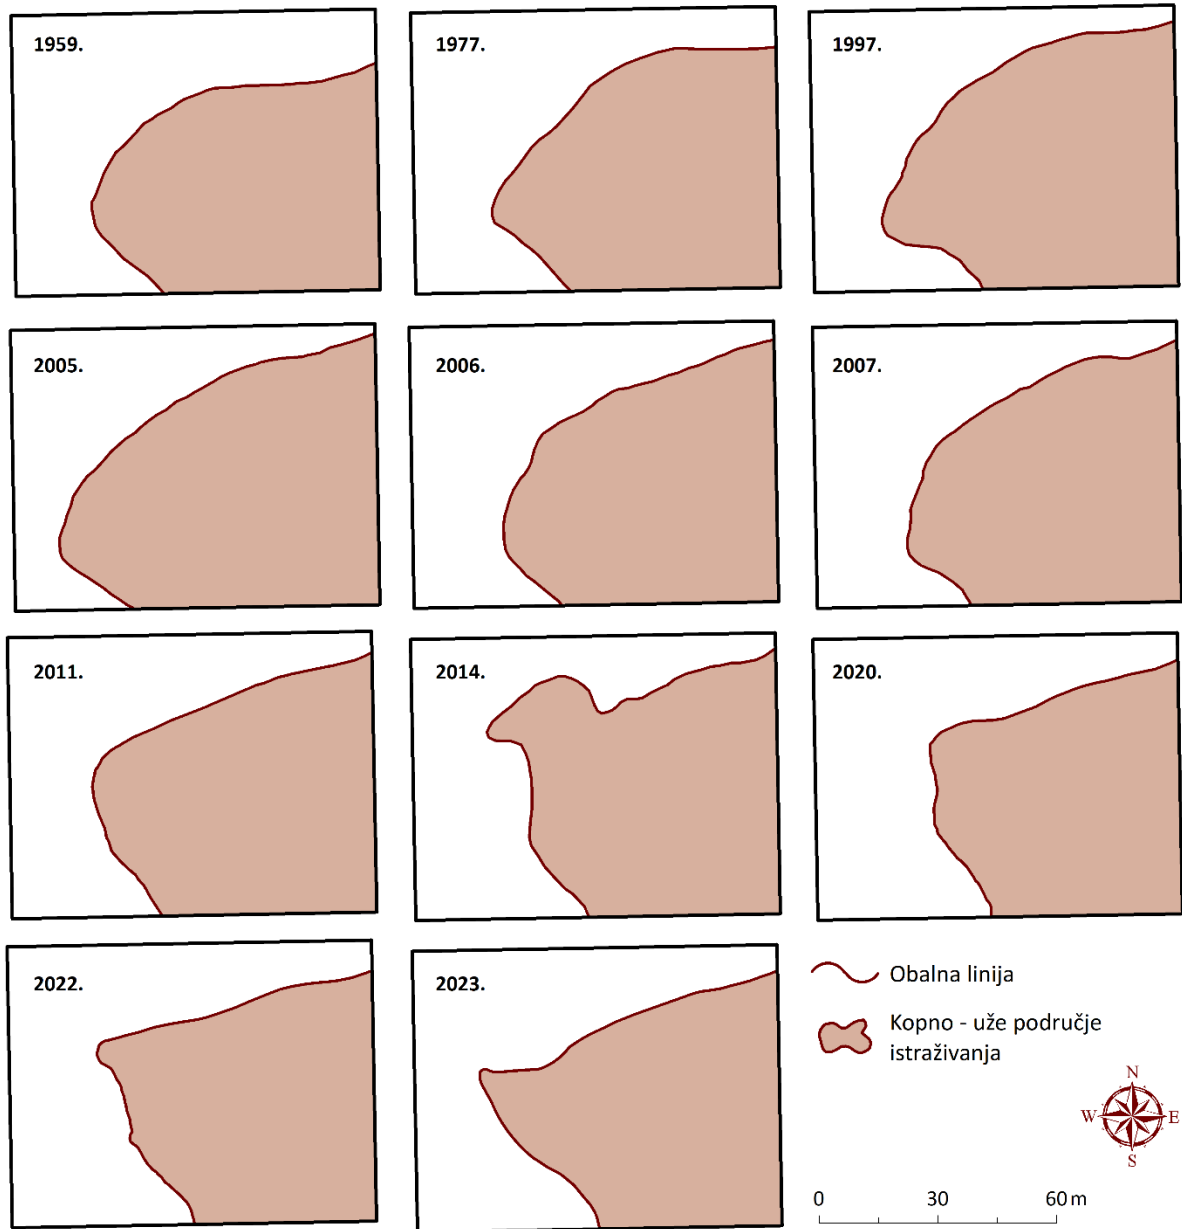 1959.
1977.
1997.
2005.
2006.
2007.
2011.
2014.
2020.
2022.
2023.
Obalna linija
Kopno - uže područje
istraživanja
N
W E
S
0 30 60 m